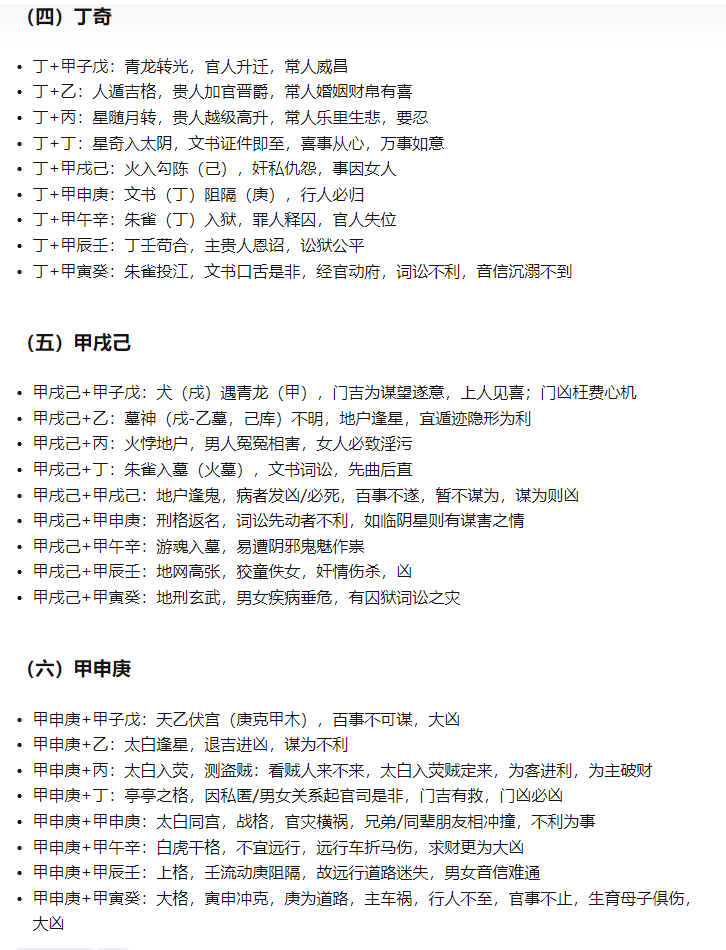 （四）丁奇
• 丁+甲子戊：青龙转光，官人升迁，常人威昌
• 丁+乙：人遁吉格，贵人加官晋爵，常人婚姻财帛有喜
• 丁+丙：星随月转，贵人越级高升，常人乐里生悲，要忍
• 丁+丁：星奇入太阴，文书证件即至，喜事从心，万事如意
• 丁+甲戌己：火入勾陈（己），奸私仇怨，事因女人
• 丁+甲申庚：文书（丁）阻隔（庚），行人必归
• 丁+甲午辛：朱雀（丁）入狱，罪人释囚，官人失位
• 丁+甲辰壬：丁壬苟合，主贵人恩诏，讼狱公平
• 丁+甲寅癸：朱雀投江，文书口舌是非，经官动府，词讼不利，音信沉溺不到
（五）甲戌己
• 甲戌己+甲子戊：犬（戌）遇青龙（甲），门吉为谋望遂意，上人见喜；门凶枉费心机
• 甲戌己+乙：墓神（戌-乙墓，己库）不明，地户逢星，宜遁迹隐形为利
• 甲戌己+丙：火悖地户，男人冤冤相害，女人必致淫污
• 甲戌己+丁：朱雀入墓（火墓），文书词讼，先曲后直
• 甲戌己+甲戌己：地户逢鬼，病者发凶/必死，百事不遂，暂不谋为，谋为则凶
• 甲戌己+甲申庚：刑格返名，词讼先动者不利，如临阴星则有谋害之情
• 甲戌己+甲午辛：游魂入墓，易遭阴邪鬼魅作祟
• 甲戌己+甲辰壬：地网高张，狡童佚女，奸情伤杀，凶
• 甲戌己+甲寅癸：地刑玄武，男女疾病垂危，有囚狱词讼之灾
（六）甲申庚
• 甲申庚+甲子戊：天乙伏宫（庚克甲木），百事不可谋，大凶
• 甲申庚+乙：太白逢星，退吉进凶，谋为不利
• 甲申庚+丙：太白入荧，测盗贼：看贼人来不来，太白入荧贼定来，为客进利，为主破财
• 甲申庚+丁：亭亭之格，因私匿/男女关系起官司是非，门吉有救，门凶必凶
• 甲申庚+甲申庚：太白同宫，战格，官灾横祸，兄弟/同辈朋友相冲撞，不利为事
• 甲申庚+甲午辛：白虎干格，不宜远行，远行车折马伤，求财更为大凶
• 甲申庚+甲辰壬：上格，壬流动庚阻隔，故远行道路迷失，男女音信难通
• 甲申庚+甲寅癸：大格，寅申冲克，庚为道路，主车祸，行人不至，官事不止，生育母子俱伤，
大凶